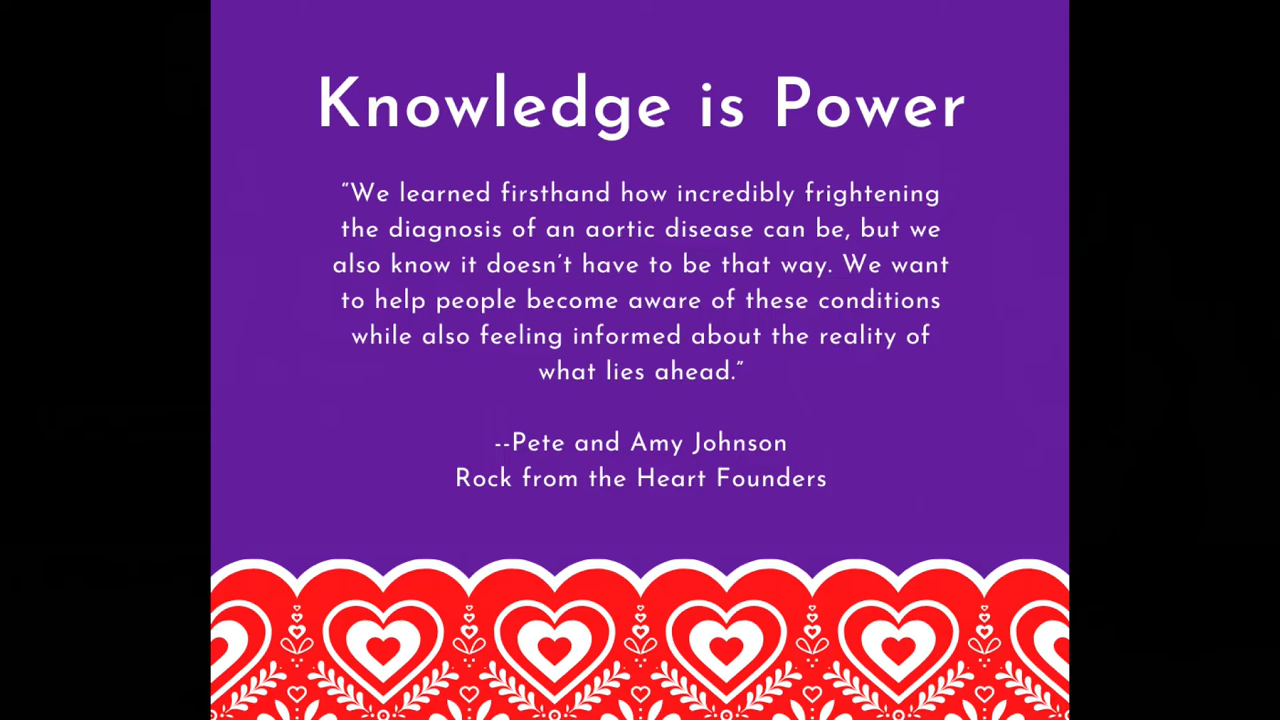 Knowledge is Power
“We learned firsthand how incredibly frightening
the diagnosis of an aortic disease can be, but we
also know it doesn’t have to be that way. We want
to help people become aware of these conditions
while also feeling informed about the reality of
what lies ahead.”
--Pete and Amy Johnson
Rock from the Heart Founders